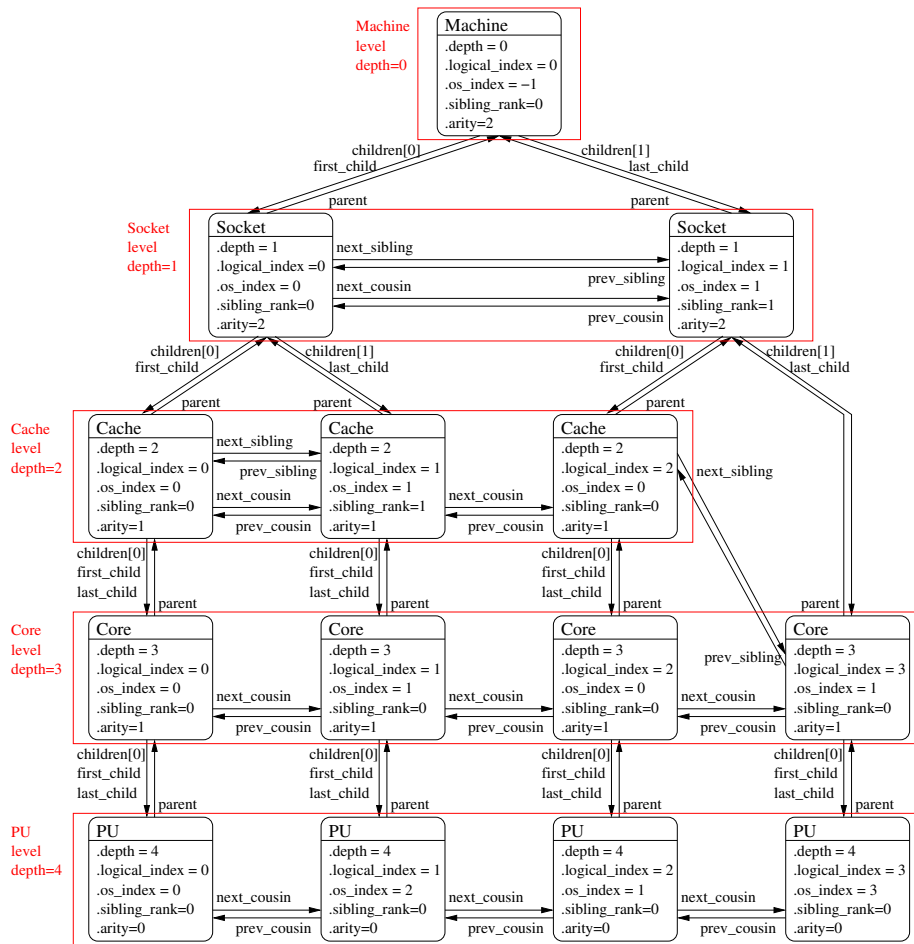 Machine
level
depth=0
Machine
.depth = 0
.logical_index = 0
.os_index = −1
.sibling_rank=0
.arity=2
children[0]
first_child
parent
children[1]
last_child
parent
Socket
level
depth=1
Socket
.depth = 1
.logical_index =0
.os_index = 0
.sibling_rank=0
.arity=2
next_sibling
prev_sibling
next_cousin
prev_cousin
Socket
.depth = 1
.logical_index = 1
.os_index = 1
.sibling_rank=1
.arity=2
children[0]
first_child
parent
children[1]
last_child
parent
children[0]
first_child
parent
children[1]
last_child
Cache
level
depth=2
Cache
.depth = 2
.logical_index = 0
.os_index = 0
.sibling_rank=0
.arity=1
next_sibling
prev_sibling
next_cousin
prev_cousin
Cache
.depth = 2
.logical_index = 1
.os_index = 1
.sibling_rank=1
.arity=1
next_cousin
prev_cousin
Cache
.depth = 2
.logical_index = 2
.os_index = 0
.sibling_rank=0
.arity=1
next_sibling
prev_sibling
children[0]
first_child
last_child
parent
children[0]
first_child
last_child
parent
children[0]
first_child
last_child
parent
parent
Core
level
depth=3
Core
.depth = 3
.logical_index = 0
.os_index = 0
.sibling_rank=0
.arity=1
next_cousin
prev_cousin
Core
.depth = 3
.logical_index = 1
.os_index = 1
.sibling_rank=0
.arity=1
next_cousin
prev_cousin
Core
.depth = 3
.logical_index = 2
.os_index = 0
.sibling_rank=0
.arity=1
next_cousin
prev_cousin
Core
.depth = 3
.logical_index = 3
.os_index = 1
.sibling_rank=0
.arity=1
children[0]
first_child
last_child
parent
children[0]
first_child
last_child
parent
children[0]
first_child
last_child
parent
children[0]
first_child
last_child
parent
PU
level
depth=4
PU
.depth = 4
.logical_index = 0
.os_index = 0
.sibling_rank=0
.arity=0
next_cousin
prev_cousin
PU
.depth = 4
.logical_index = 1
.os_index = 2
.sibling_rank=0
.arity=0
next_cousin
prev_cousin
PU
.depth = 4
.logical_index = 2
.os_index = 1
.sibling_rank=0
.arity=0
next_cousin
prev_cousin
PU
.depth = 4
.logical_index = 3
.os_index = 3
.sibling_rank=0
.arity=0